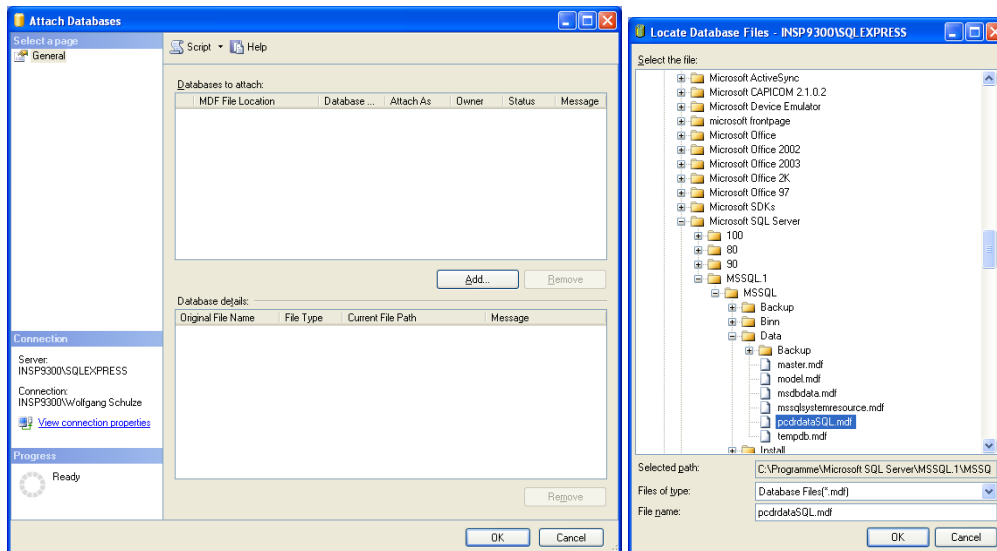 Attach Databases
Select a page
General
Script
Help
Databases to attach:
MDF File Location Database ... Attach As Owner Status Message
Add... Remove
Database details:
Original File Name File Type Current File Path Message
Connection
Server:
INSP9300\SQLEXPRESS
Connection:
INSP9300\Wolfgang Schulze
View connection properties
Progress
Ready
Remove
OK Cancel
Locate Database Files - INSP9300\SQLEXPRESS
Select the file:
Microsoft ActiveSync
Microsoft CAPICOM 2.1.0.2
Microsoft Device Emulator
microsoft frontpage
Microsoft Office
Microsoft Office 2002
Microsoft Office 2003
Microsoft Office 2K
Microsoft Office 97
Microsoft SDKs
Microsoft SQL Server
100
80
90
MSSQL.1
MSSQL
Backup
Binn
Data
Backup
master.mdf
model.mdf
msdbdata.mdf
mssqlsystemresource.mdf
pcdrdataSQL.mdf
tempdb.mdf
Install
Selected path: C:\Programme\Microsoft SQL Server\MSSQL.1\MSSQ
Files of type: Database Files(*.mdf)
File name: pcdrdataSQL.mdf
OK Cancel